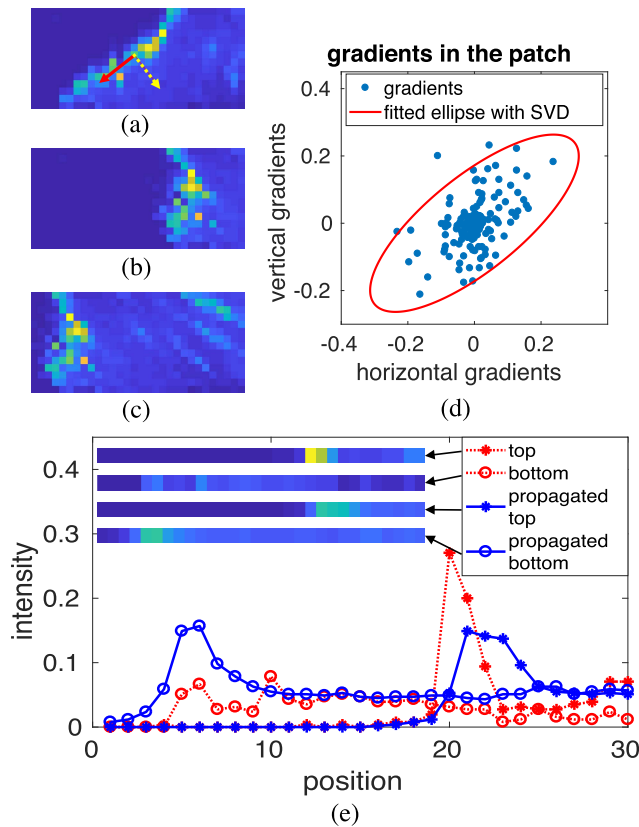 (a)
(b)
(c)
gradients in the patch
gradients
fitted ellipse with SVD
0.4
0.2
0
-0.2
vertical gradients
-0.4
-0.2
0
0.2
horizontal gradients
(d)
top
bottom
propagated
top
propagated
bottom
0.4
0.3
0.2
0.1
0
intensity
0
10
20
30
position
(e)